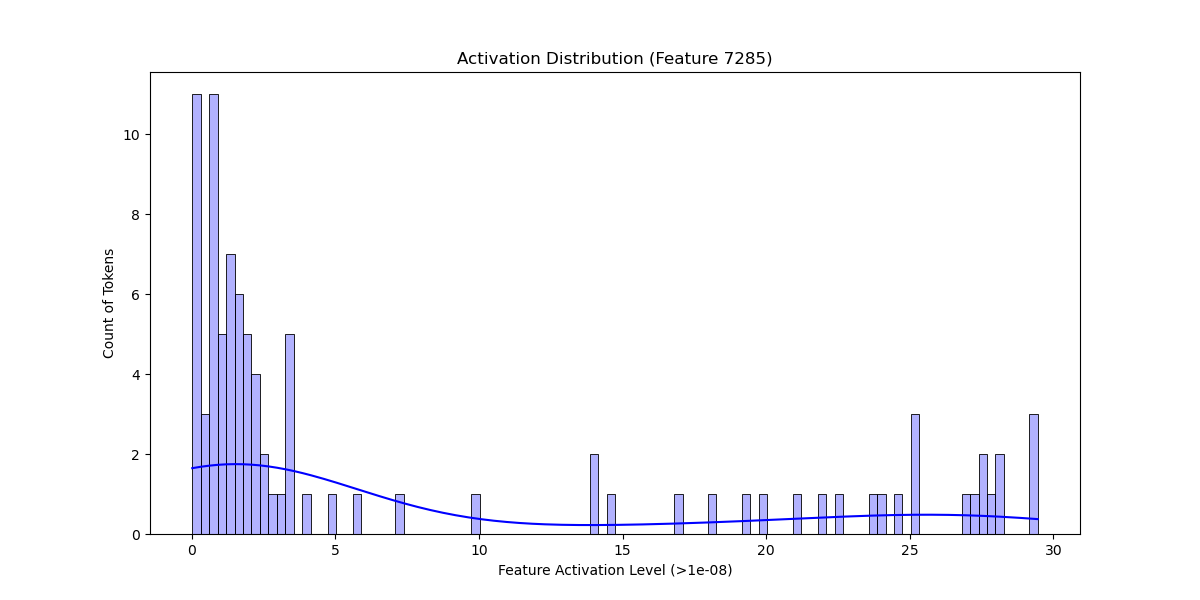 Activation Distribution (Feature 7285)
Count of Tokens
10
8
6
4
2
0
0 5 10 15 20 25 30
Feature Activation Level (>1e-08)